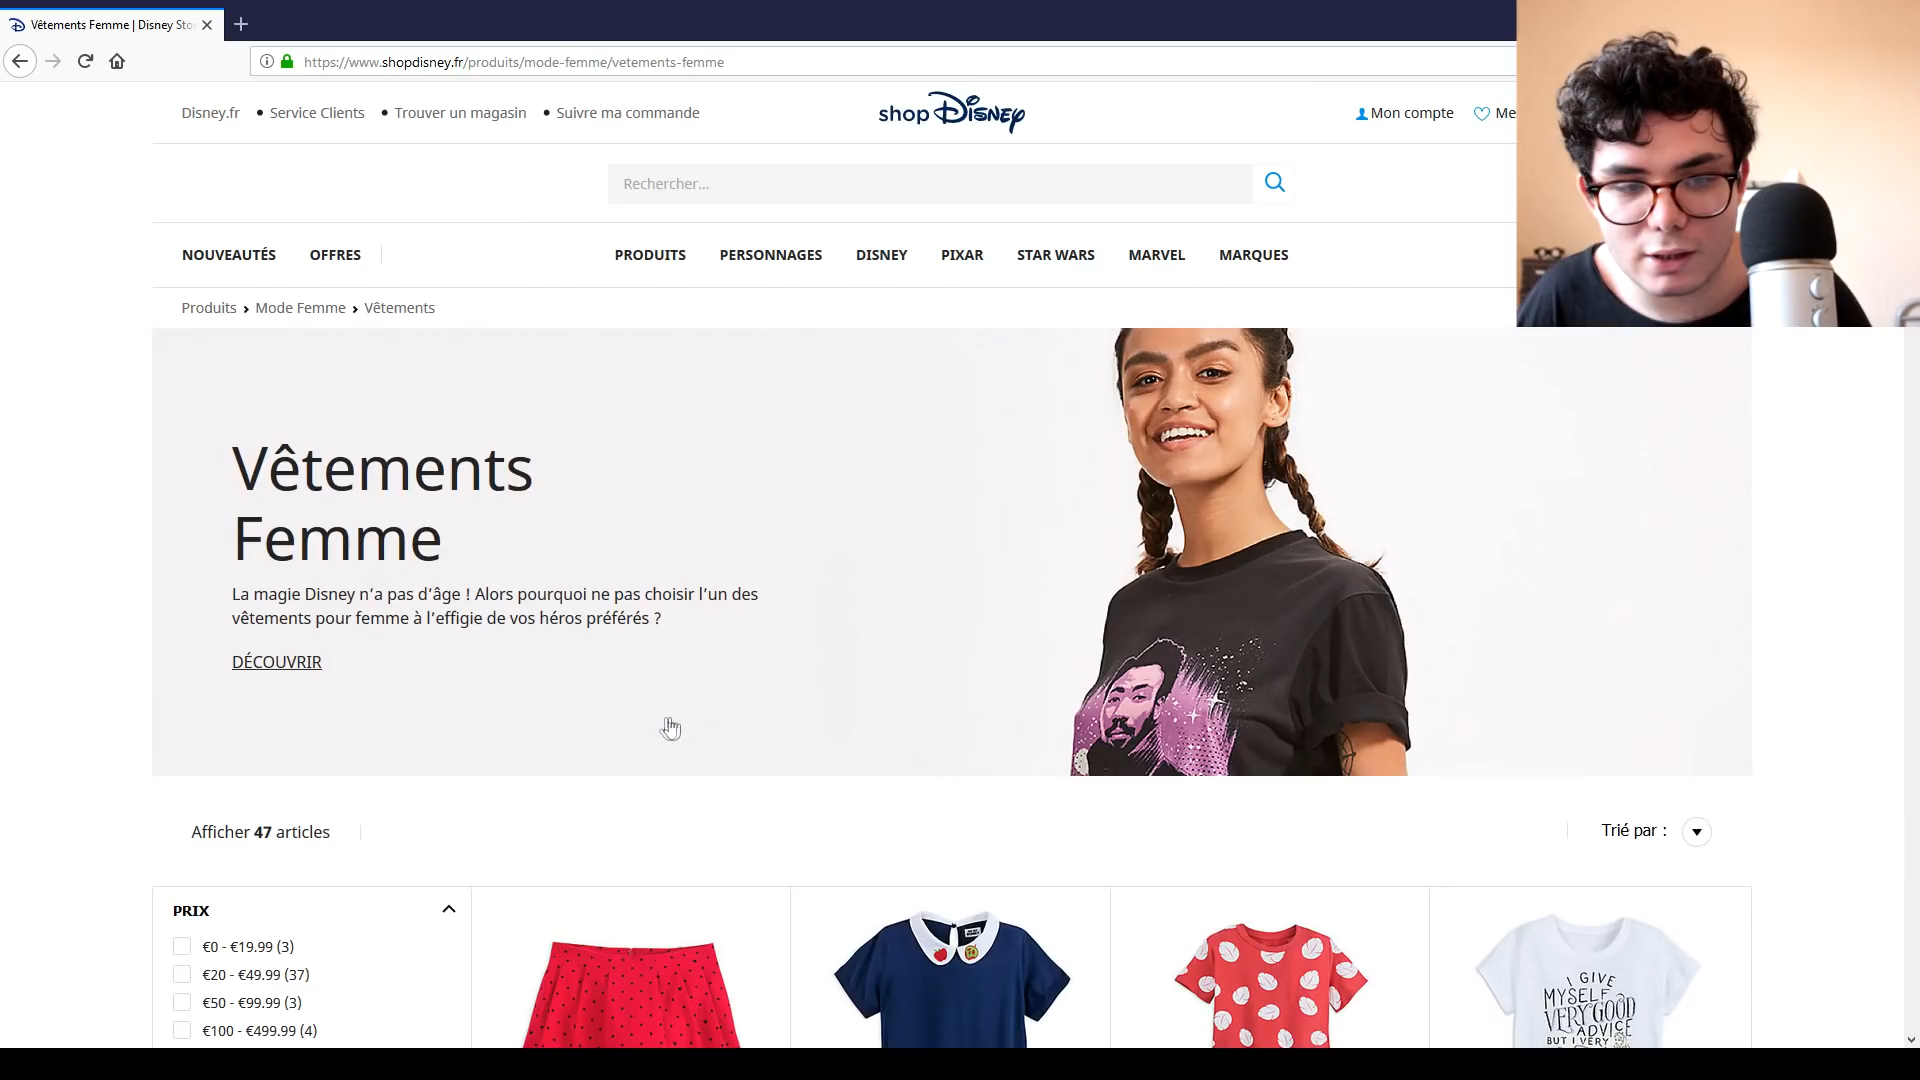 Vêtements Femme | Disney Sto
https://www.shopdisney.fr/produits/mode-femme/vetements-femme
Disney.fr • Service Clients • Trouver un magasin • Suivre ma commande
shop Disney
Mon compte
Me
Rechercher...
NOUVEAUTÉS OFFRES PRODUITS PERSONNAGES DISNEY PIXAR STAR WARS MARVEL MARQUES
Produits > Mode Femme > Vêtements
Vêtements
Femme
La magie Disney n’a pas d’âge ! Alors pourquoi ne pas choisir l’un des
vêtements pour femme à l’effigie de vos héros préférés ?
DÉCOUVRIR
Afficher 47 articles
Trié par :
PRIX
€0 - €19.99 (3)
€20 - €49.99 (37)
€50 - €99.99 (3)
€100 - €499.99 (4)
I GIVE
MYSELF
VERY GOOD
ADVICE
BUT I VERY